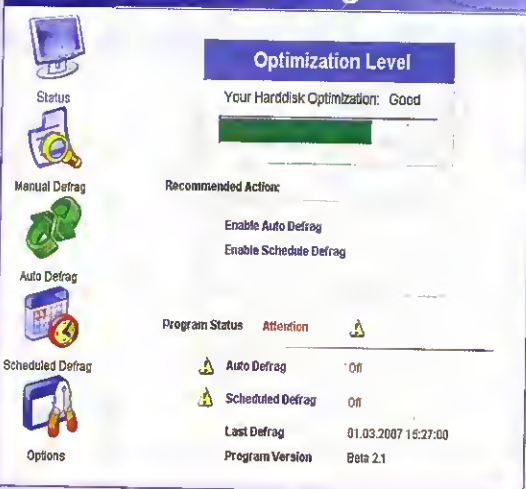 Optimization Level
Status
Your Harddisk Optimization: Good
Manual Defrag
Recommended Action:
Enable Auto Defrag
Enable Schedule Defrag
Auto Defrag
Program Status Attention
Scheduled Defrag
Auto Defrag Off
Scheduled Defrag Off
Last Defrag 01.03.2007 15:27:00
Options
Program Version Beta 2.1